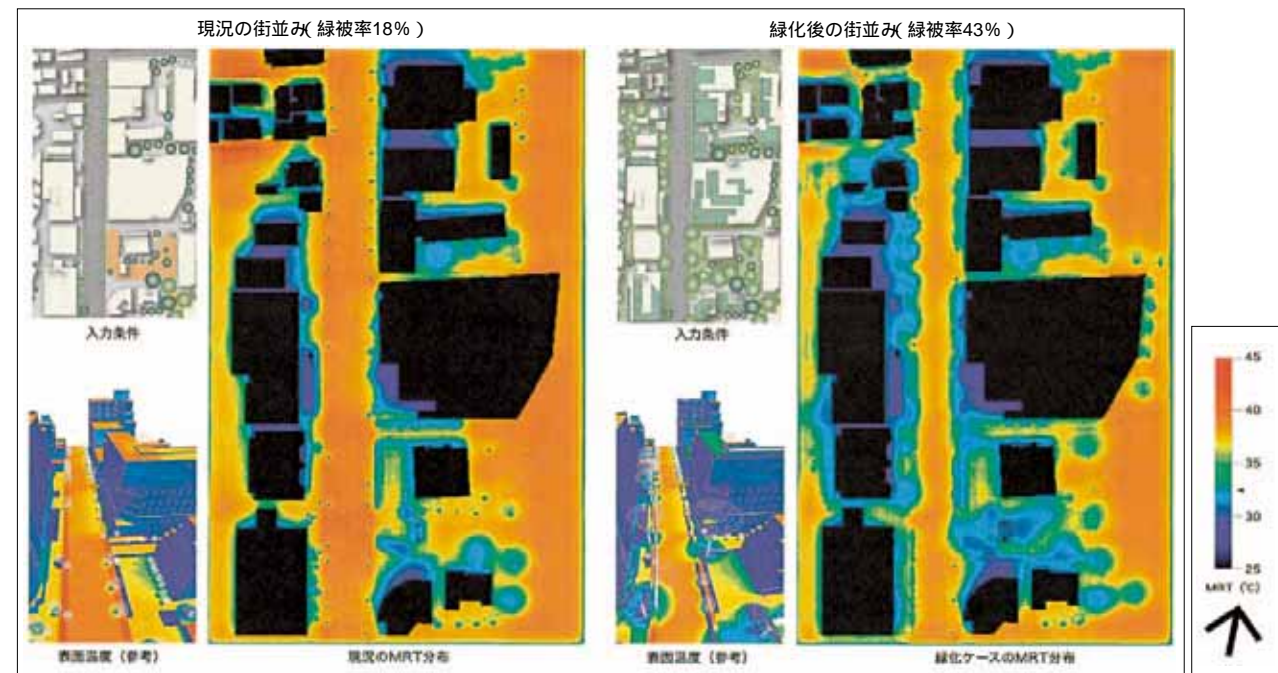 現況の街並み(緑被率18%)
緑化後の街並み(緑被率43%)
入力条件
表面温度（参考）
現況のMRT分布
入力条件
表面温度（参考）
緑化ケースのMRT分布
45
40
35
30
25
MRT (℃)